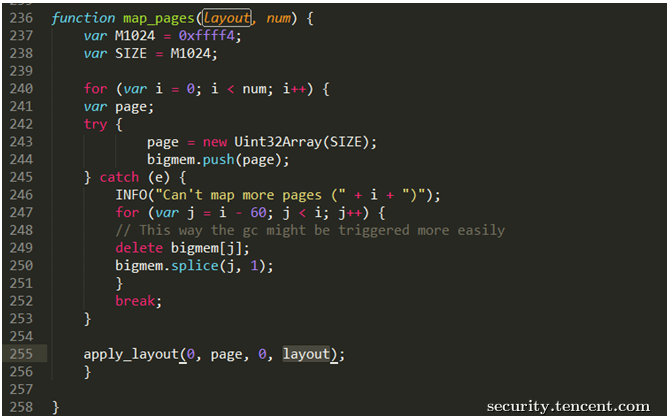 236 function map_pages(layout, num) {
237     var M1024 = 0xffff4;
238     var SIZE = M1024;
239
240     for (var i = 0; i < num; i++) {
241     var page;
242     try {
243             page = new Uint32Array(SIZE);
244             bigmem.push(page);
245     } catch (e) {
246         INFO("Can't map more pages (" + i + ")");
247         for (var j = i - 60; j < i; j++) {
248         // This way the gc might be triggered more easily
249         delete bigmem[j];
250         bigmem.splice(j, 1);
251         }
252         break;
253     }
254
255     apply_layout(0, page, 0, layout);
256     }
257
258 }
security.tencent.com